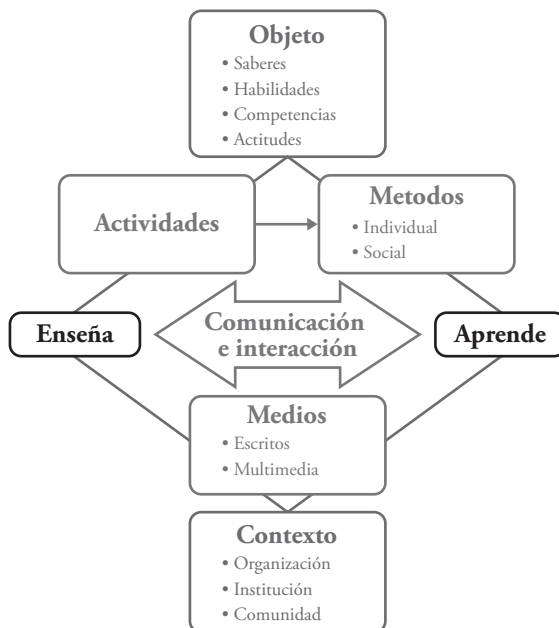 Objeto
• Saberes
• Habilidades
• Competencias
• Actitudes
Actividades
Metodos
• Individual
• Social
Enseña
Comunicación
e interacción
Aprende
Medios
• Escritos
• Multimedia
Contexto
• Organización
• Institución
• Comunidad